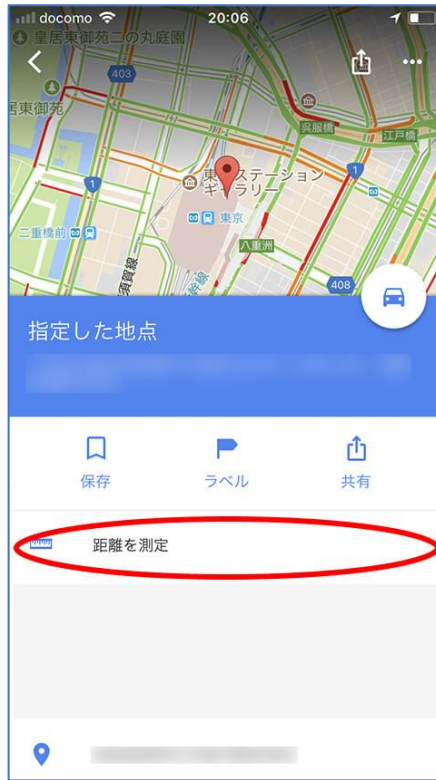 docomo 20:06
皇居東御苑二の丸庭園
403
居東御苑
呉服橋
江戸橋
1
東京ステーション
ギャラリー
1
二重橋前
東京
八重洲
408
指定した地点
保存 ラベル 共有
距離を測定